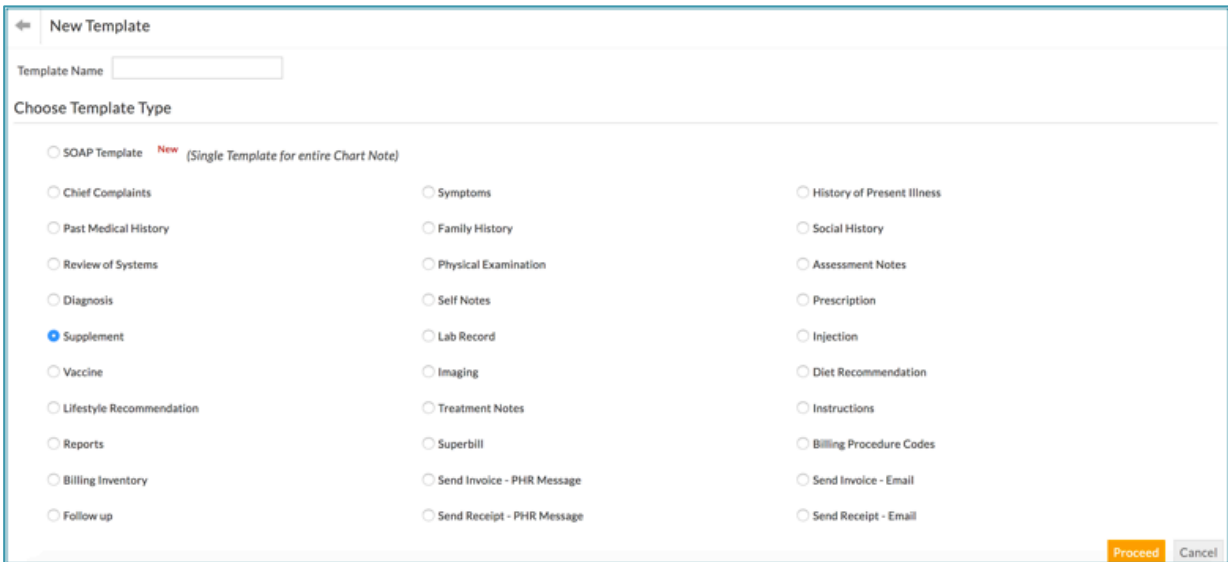 New Template
Template Name
Choose Template Type
SOAP Template New (Single Template for entire Chart Note)
Chief Complaints Symptoms History of Present Illness
Past Medical History Family History Social History
Review of Systems Physical Examination Assessment Notes
Diagnosis Self Notes Prescription
Supplement Lab Record Injection
Vaccine Imaging Diet Recommendation
Lifestyle Recommendation Treatment Notes Instructions
Reports Superbill Billing Procedure Codes
Billing Inventory Send Invoice - PHR Message Send Invoice - Email
Follow up Send Receipt - PHR Message Send Receipt - Email
Proceed Cancel